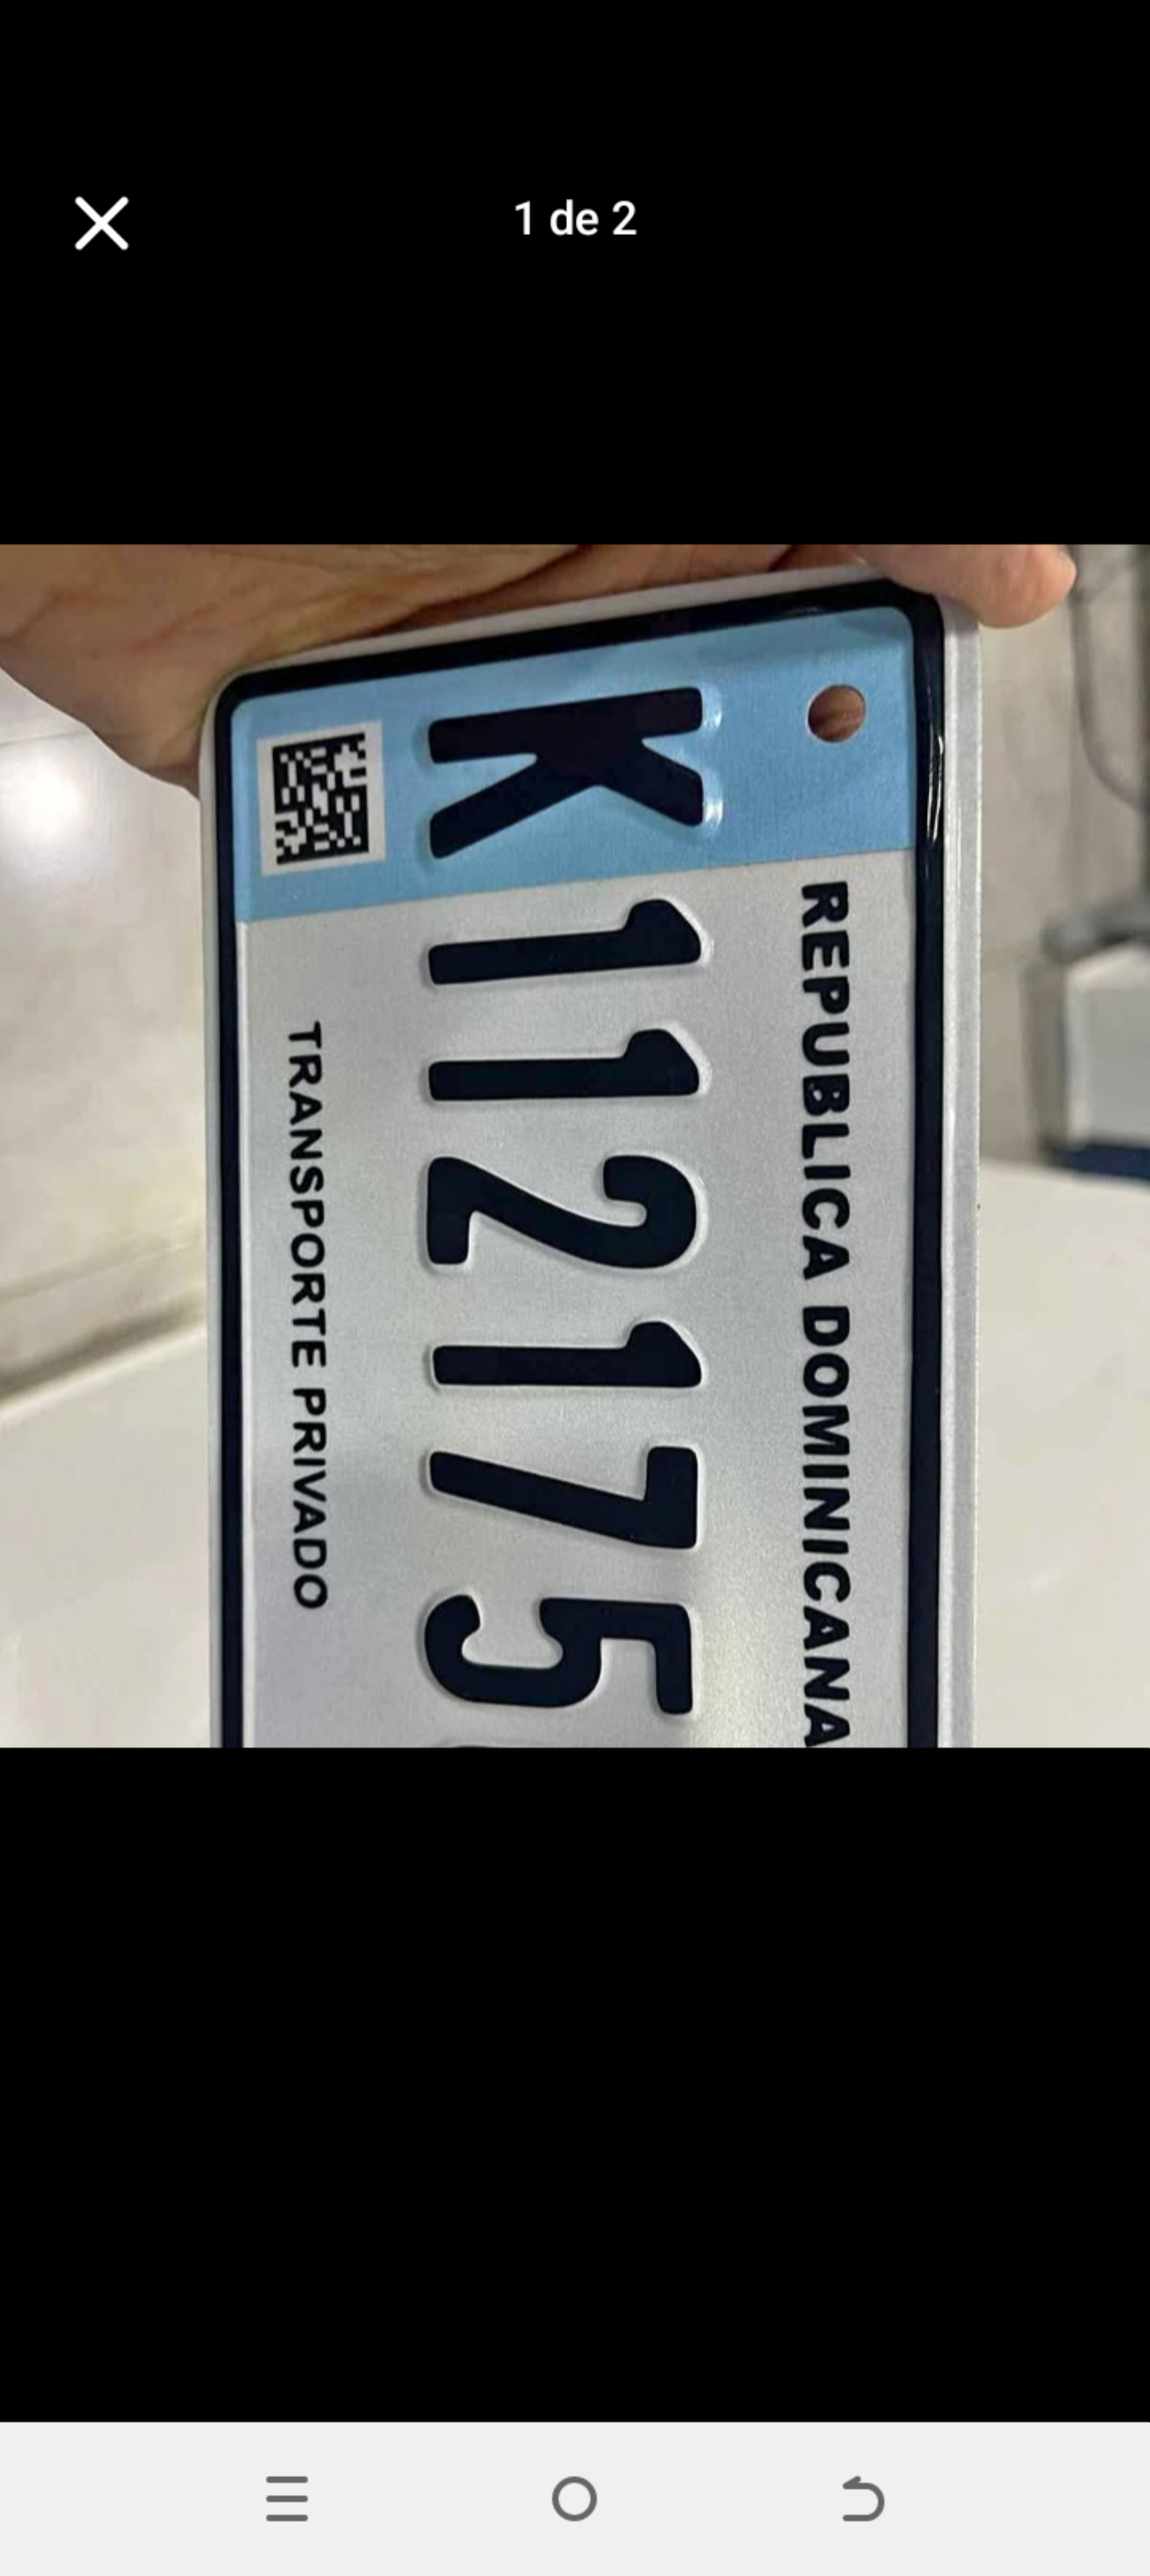 1 de 2
REPUBLICA DOMINICANA
K112175
TRANSPORTE PRIVADO